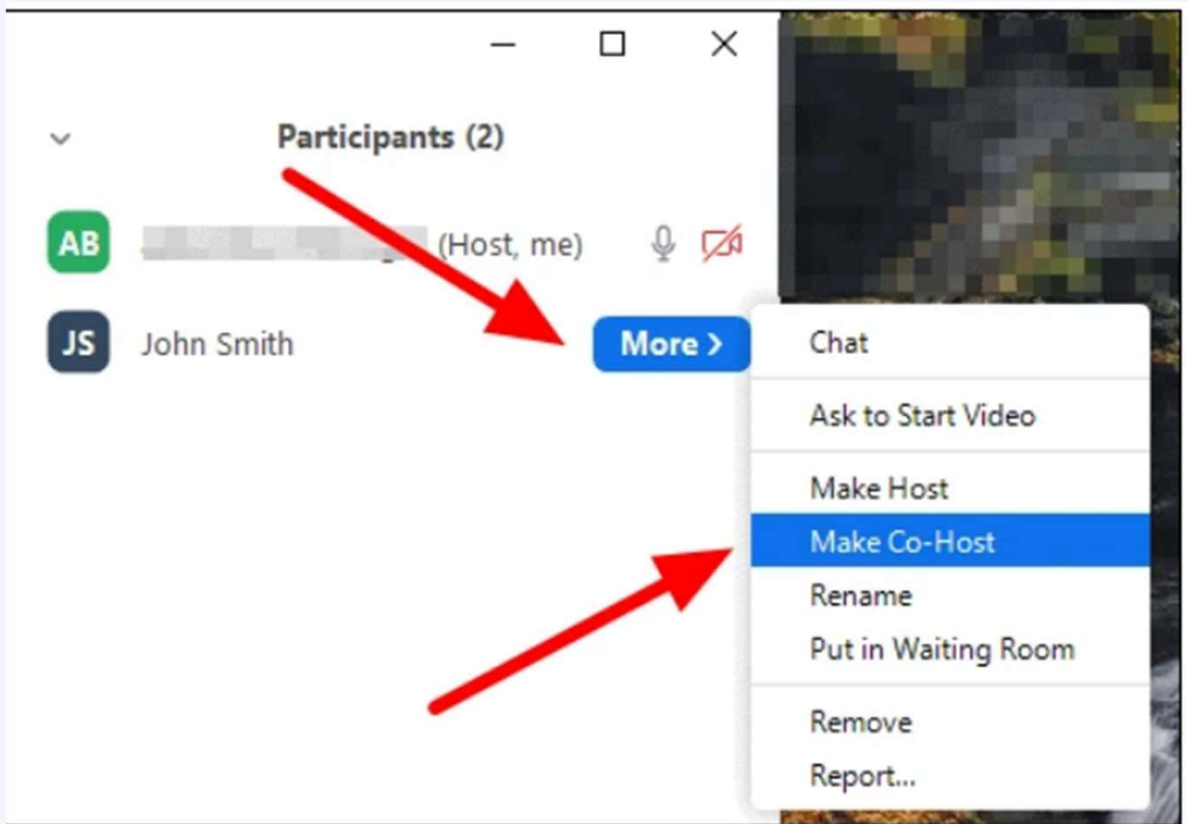 Participants (2)
AB (Host, me)
JS John Smith More >
Chat
Ask to Start Video
Make Host
Make Co-Host
Rename
Put in Waiting Room
Remove
Report...